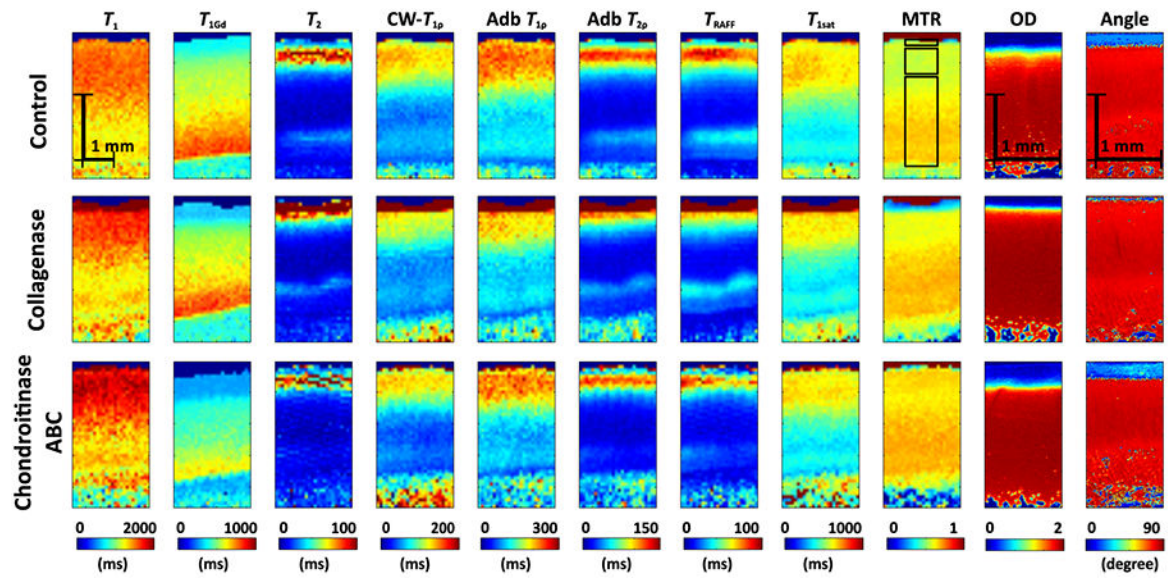 T1 T1Gd T2 CW-T1ρ Adb T1ρ Adb T2ρ TRAFF T1sat MTR OD Angle
Control
1 mm 1 mm 1 mm
Collagenase
Chondroitinase
ABC
0 2000 0 1000 0 100 0 200 0 300 0 150 0 100 0 1000 0 1 0 2 0 90
(ms) (ms) (ms) (ms) (ms) (ms) (ms) (ms) (degree)